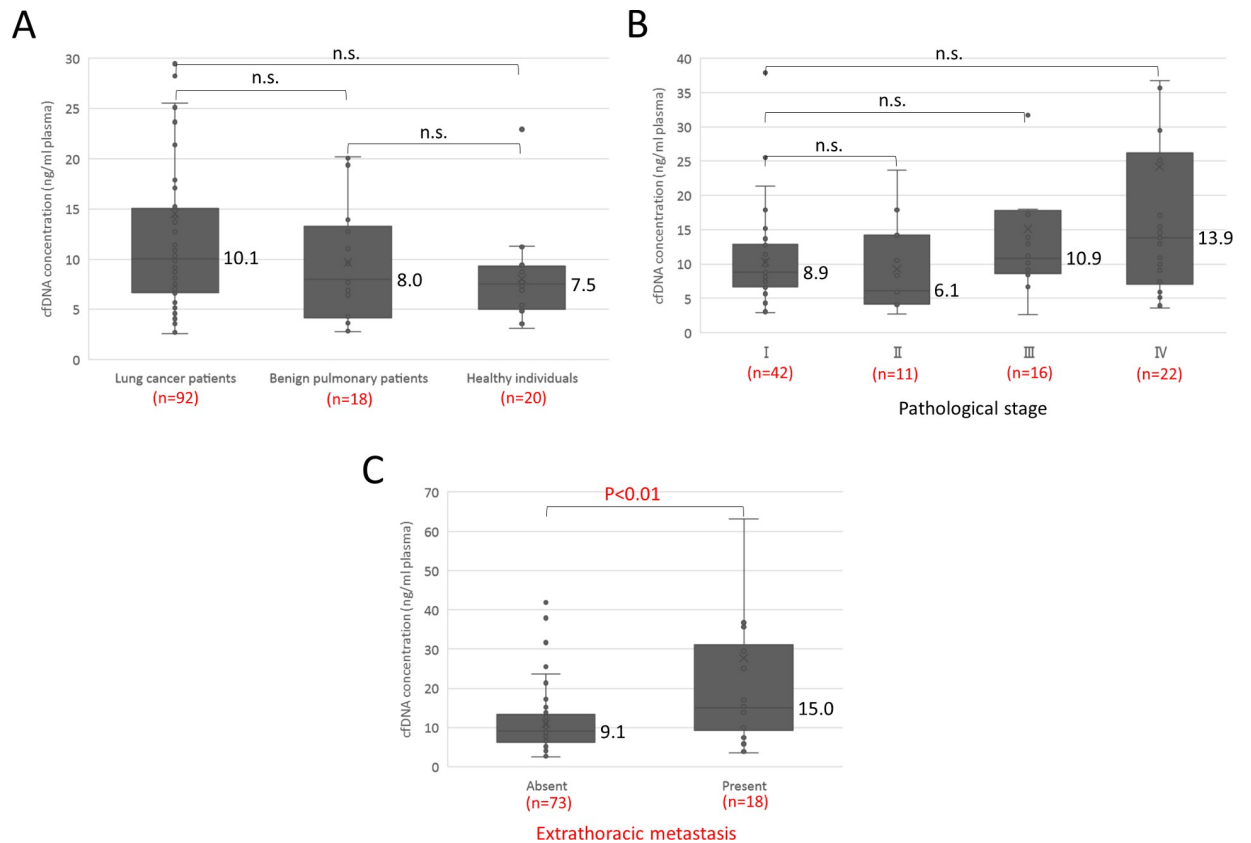 A
n.s.
n.s.
n.s.
cfDNA concentration (ng/ml plasma)
30
25
20
15
10
5
0
10.1
8.0
7.5
Lung cancer patients
Benign pulmonary patients
Healthy individuals
(n=92)
(n=18)
(n=20)
B
n.s.
n.s.
n.s.
cfDNA concentration (ng/ml plasma)
40
35
30
25
20
15
10
5
0
8.9
6.1
10.9
13.9
I
II
III
IV
(n=42)
(n=11)
(n=16)
(n=22)
Pathological stage
C
P<0.01
cfDNA concentration (ng/ml plasma)
70
60
50
40
30
20
10
0
9.1
15.0
Absent
Present
(n=73)
(n=18)
Extrathoracic metastasis